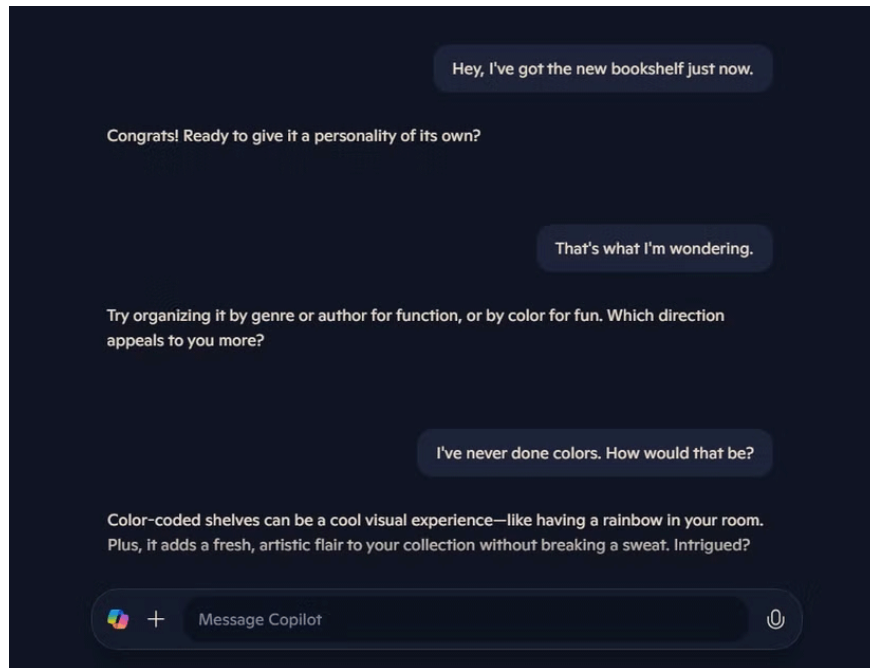 Hey, I've got the new bookshelf just now.
Congrats! Ready to give it a personality of its own?
That's what I'm wondering.
Try organizing it by genre or author for function, or by color for fun. Which direction
appeals to you more?
I've never done colors. How would that be?
Color-coded shelves can be a cool visual experience—like having a rainbow in your room.
Plus, it adds a fresh, artistic flair to your collection without breaking a sweat. Intrigued?
Message Copilot